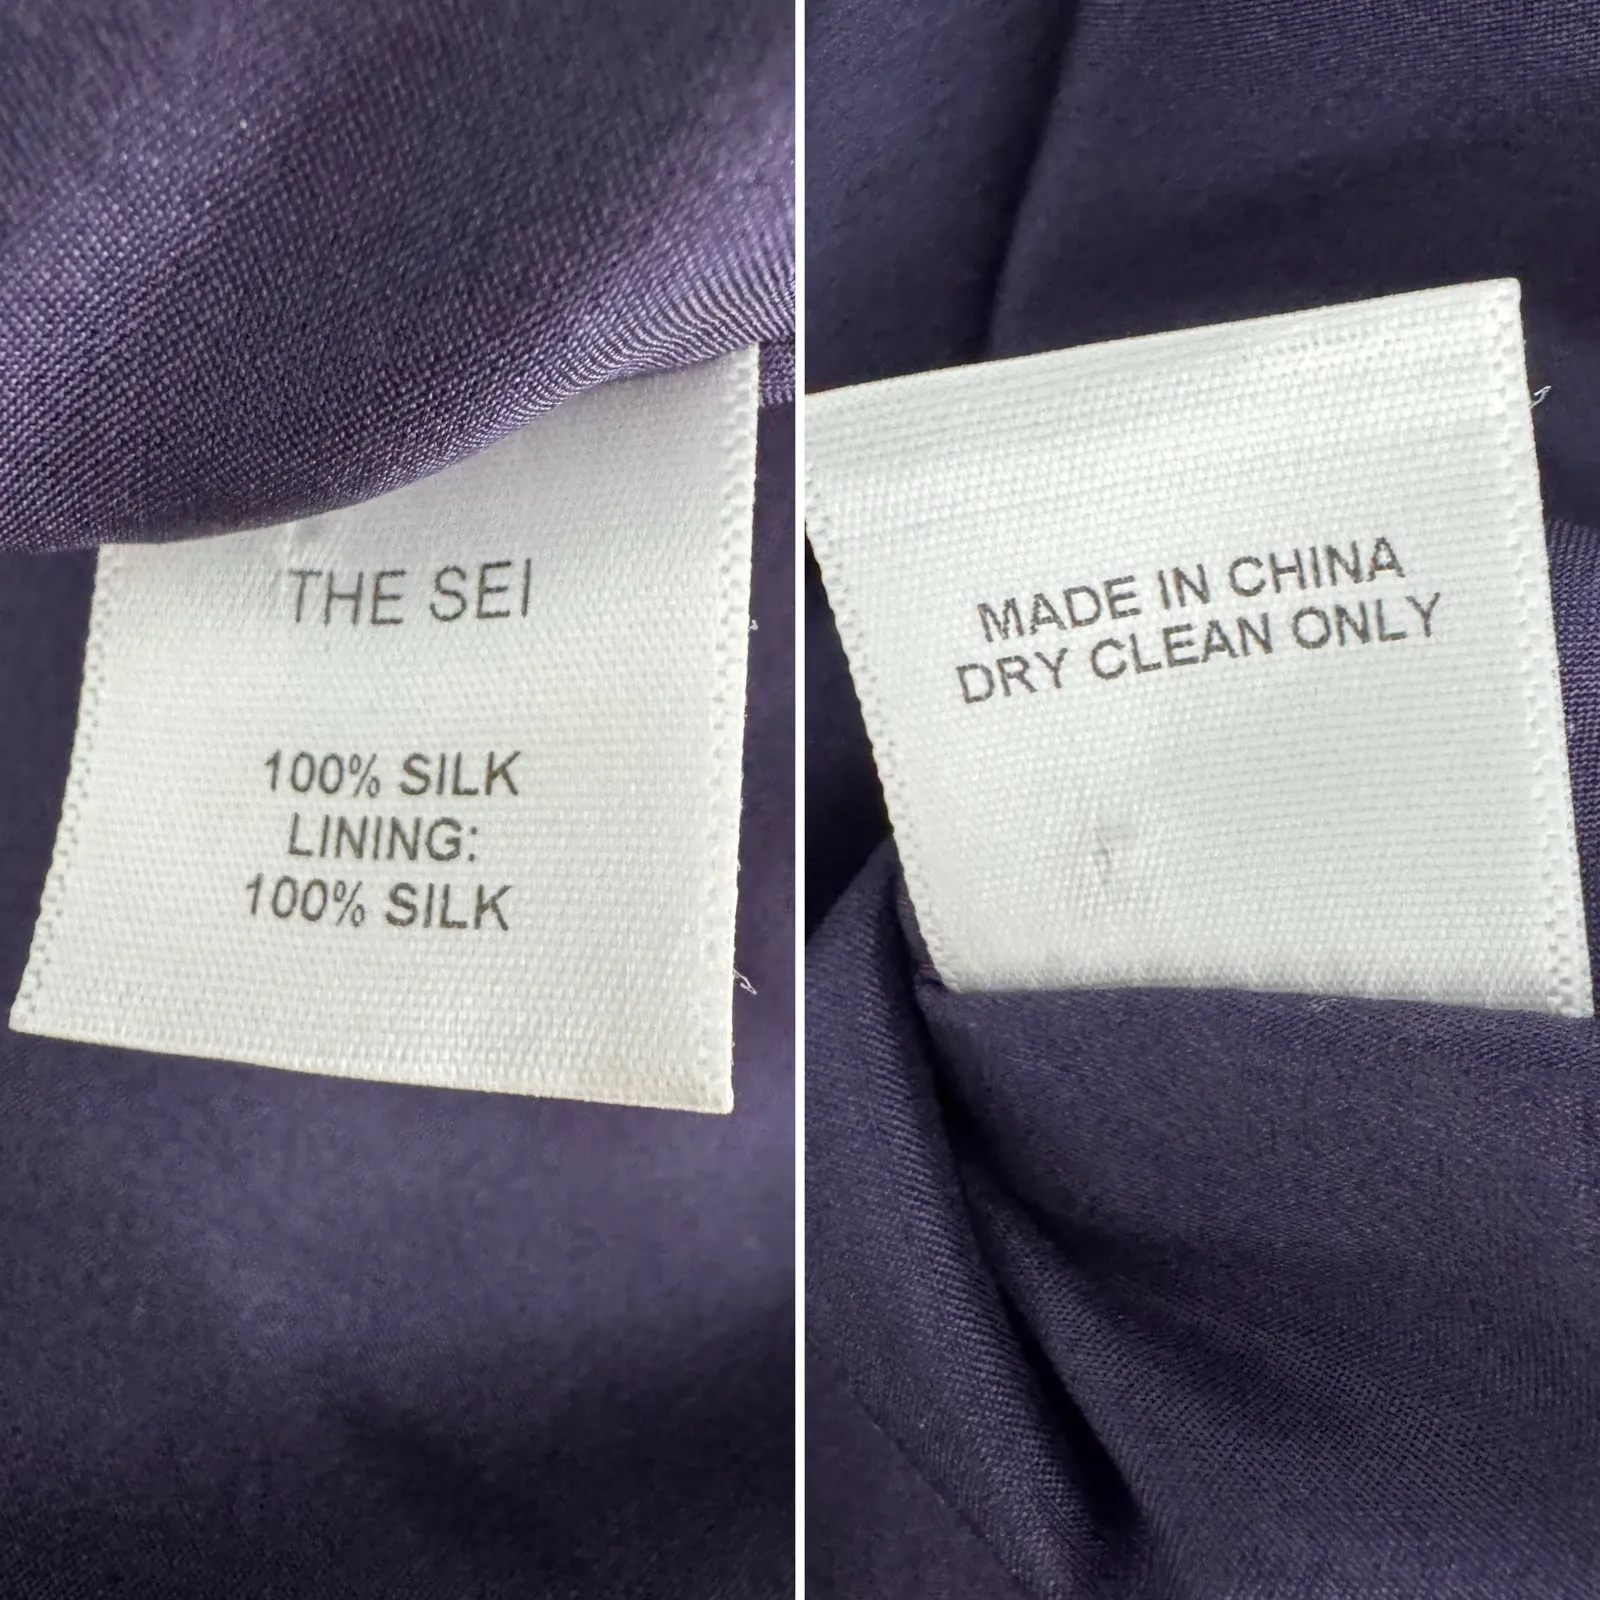 THE SEI
100% SILK
LINING:
100% SILK
MADE IN CHINA
DRY CLEAN ONLY